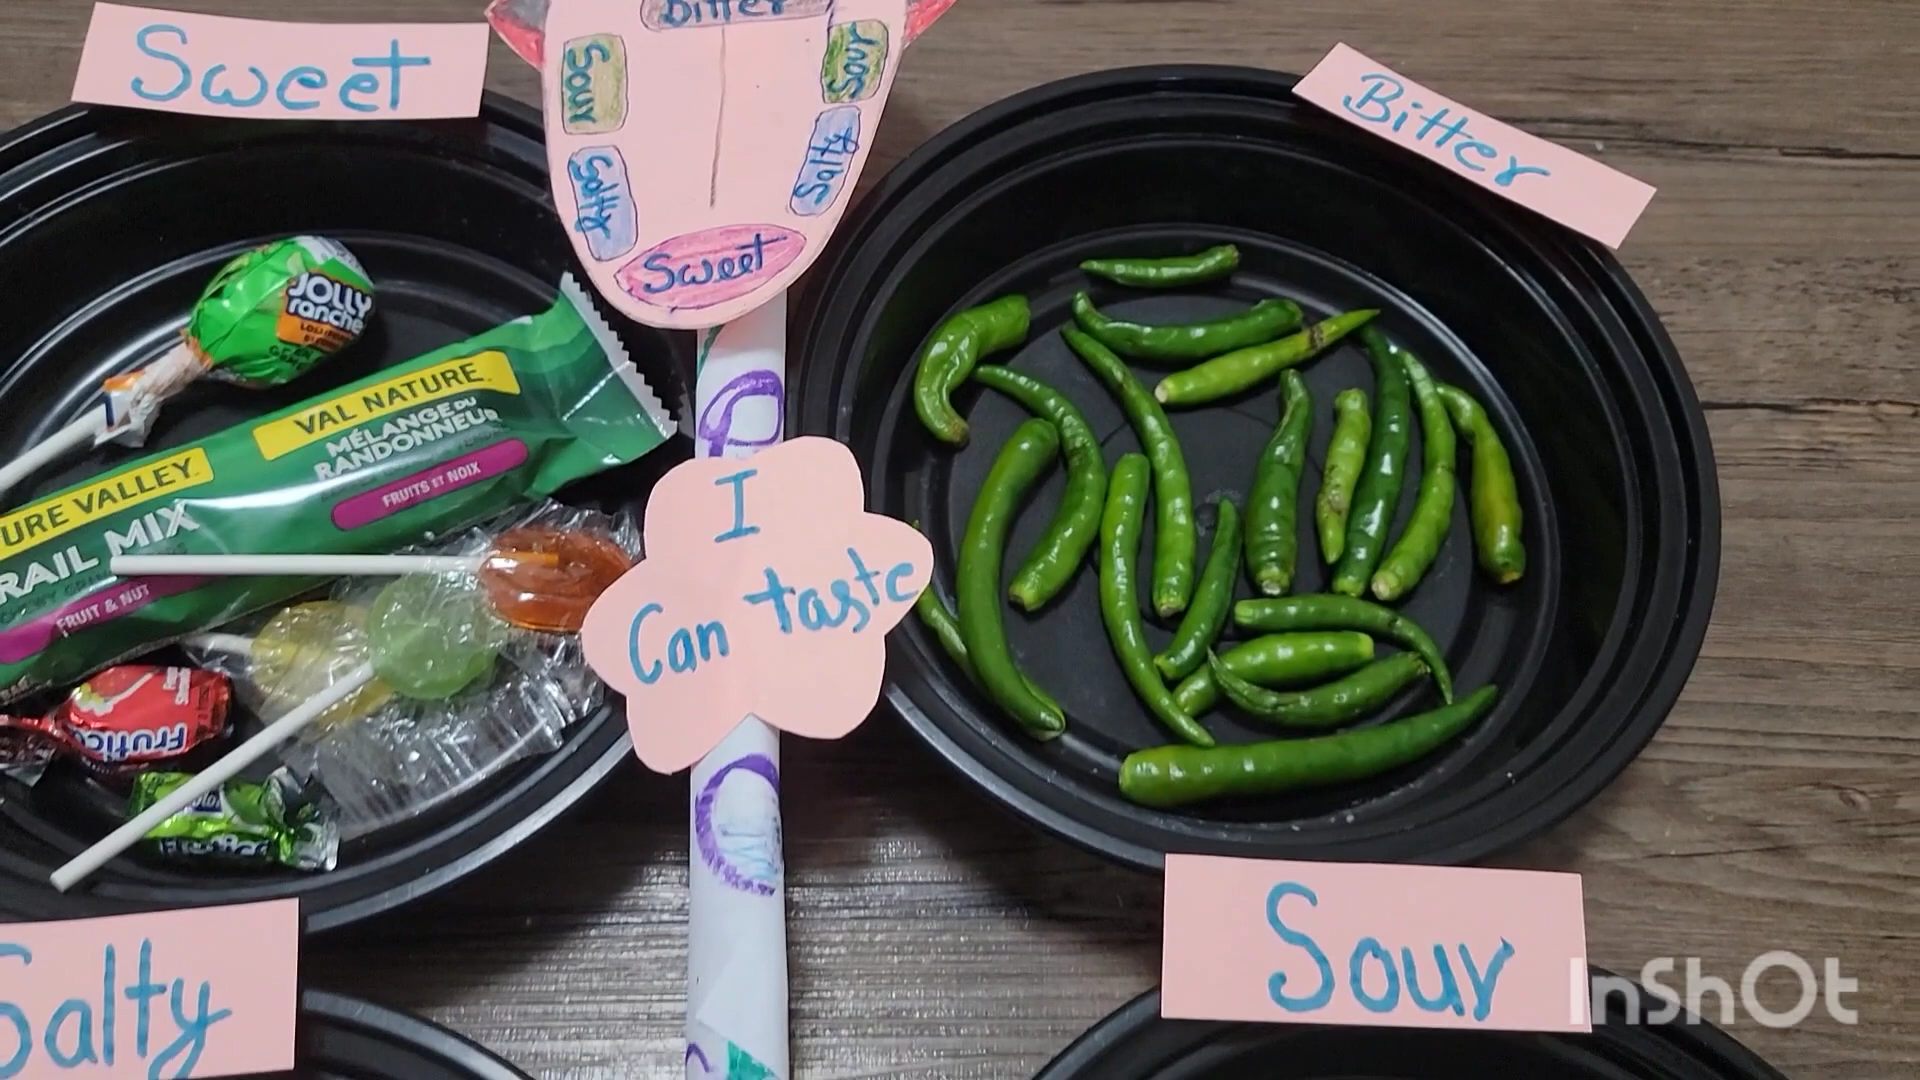 Sweet
Bitter
Sour
Sour
Salty
Salty
Sweet
Bitter
JOLLY
rancher
VAL NATURE
MÉLANGE DU
RANDONNEUR
FRUITS ET NOIX
URE VALLEY
RAIL MIX
FRUIT & NUT
I
Can taste
Frutica
Salty
Sour
InShOt